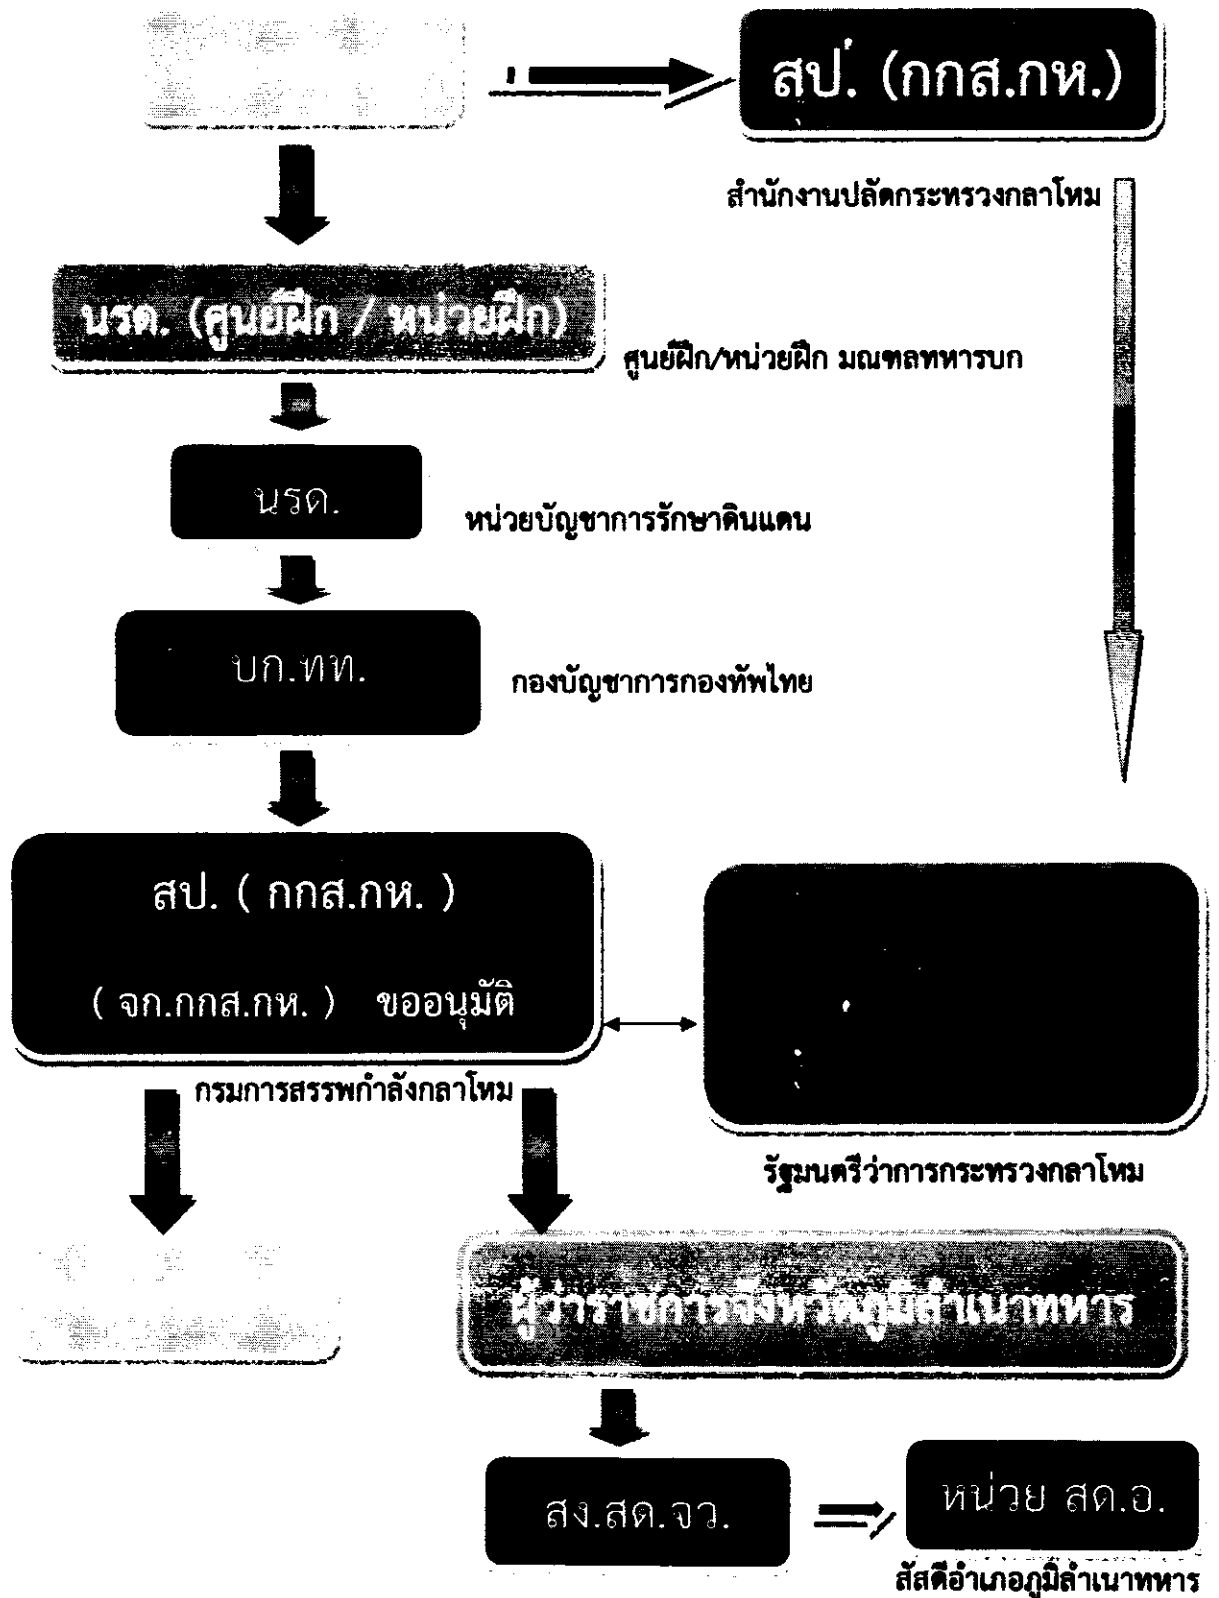 สป. (กกส.กห.)
สำนักงานปลัดกระทรวงกลาโหม
นรด. (ศูนย์ฝึก / หน่วยฝึก)
ศูนย์ฝึก/หน่วยฝึก มณฑลทหารบก
นรด.
หน่วยบัญชาการรักษาดินแดน
บก.ทท.
กองบัญชาการกองทัพไทย
สป. ( กกส.กห. )
( จก.กกส.กห. ) ขออนุมัติ
กรมการสรรพกำลังกลาโหม
รัฐมนตรีว่าการกระทรวงกลาโหม
ผู้ว่าราชการจังหวัดภูมิลำเนาทหาร
สง.สด.จว.
หน่วย สด.อ.
สัสดีอำเภอภูมิลำเนาทหาร